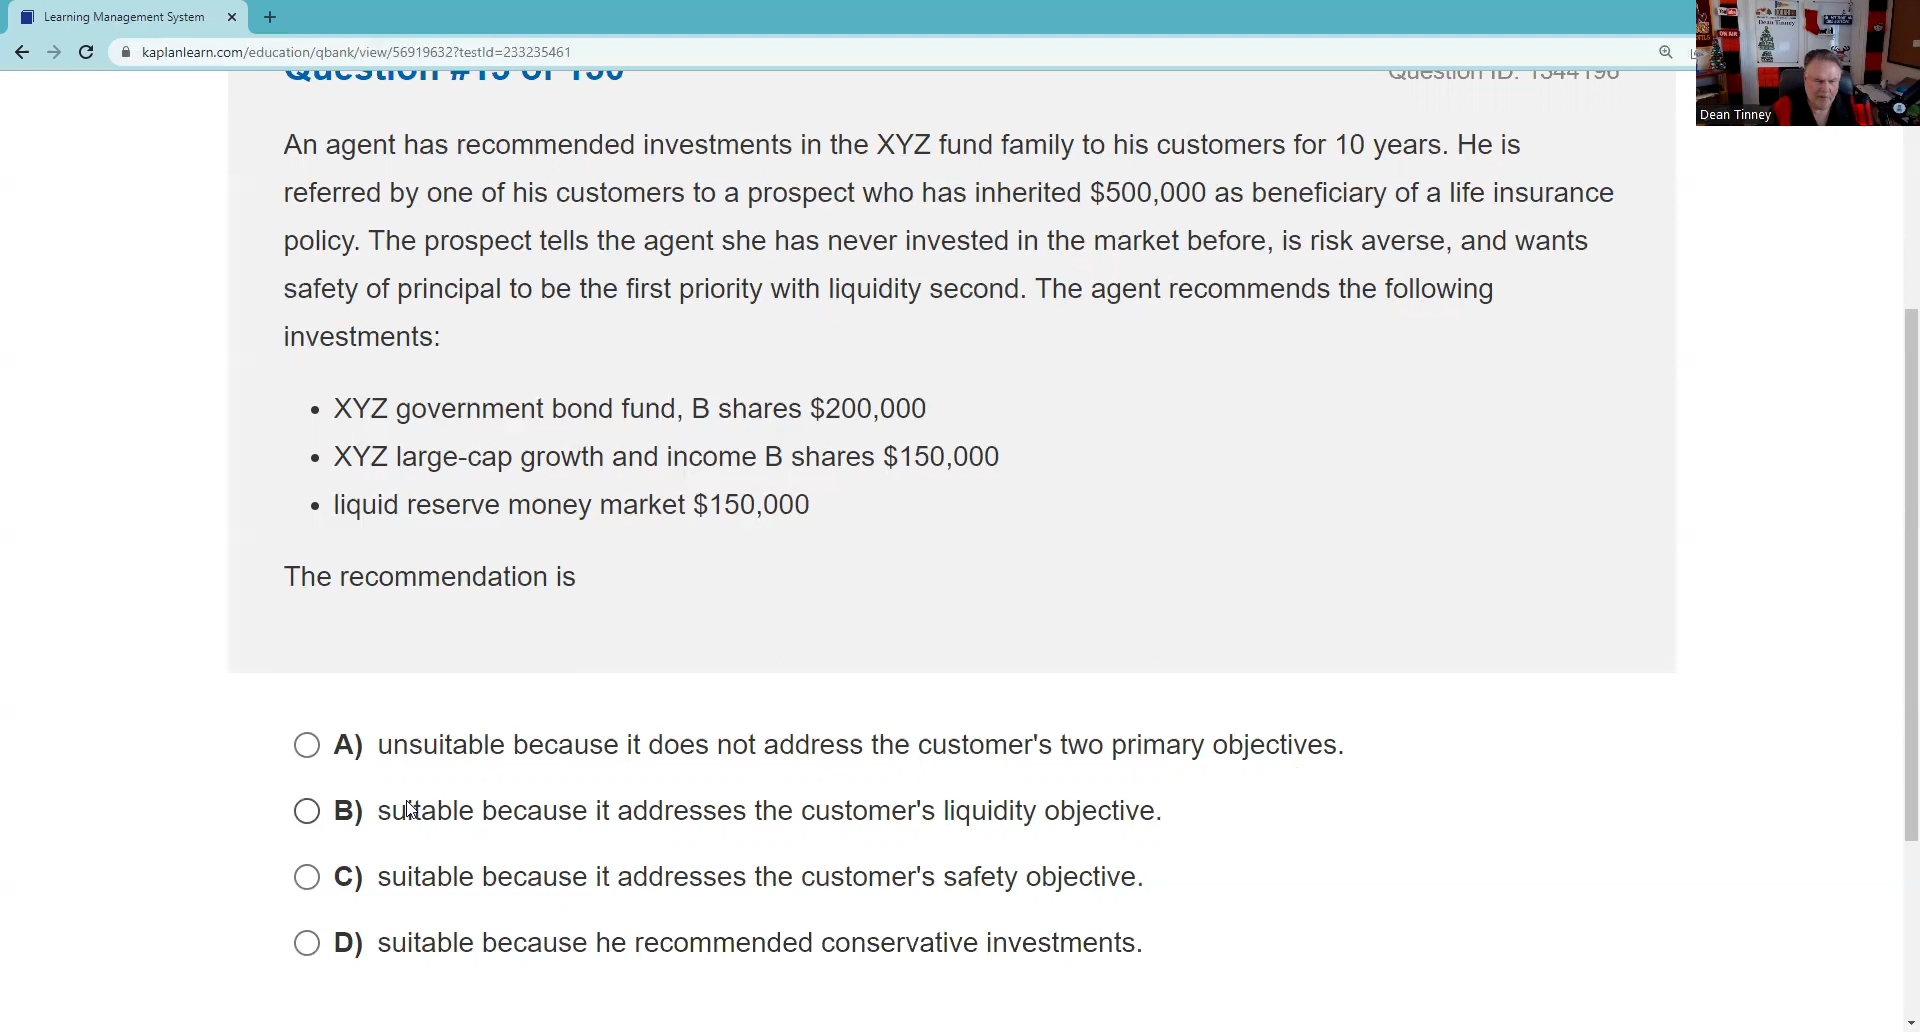 Learning Management System
kaplanlearn.com/education/qbank/view/56919632?testId=233235461
Question #15 of 130
Question ID: 1344196
Dean Tinney
An agent has recommended investments in the XYZ fund family to his customers for 10 years. He is
referred by one of his customers to a prospect who has inherited $500,000 as beneficiary of a life insurance
policy. The prospect tells the agent she has never invested in the market before, is risk averse, and wants
safety of principal to be the first priority with liquidity second. The agent recommends the following
investments:
• XYZ government bond fund, B shares $200,000
• XYZ large-cap growth and income B shares $150,000
• liquid reserve money market $150,000
The recommendation is
A) unsuitable because it does not address the customer's two primary objectives.
B) suitable because it addresses the customer's liquidity objective.
C) suitable because it addresses the customer's safety objective.
D) suitable because he recommended conservative investments.